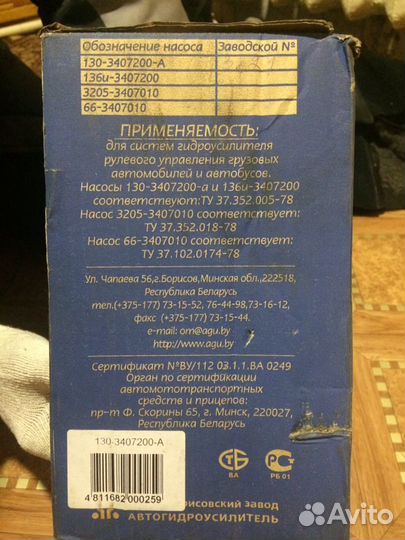 Обозначение насоса Заводской №
130-3407200-А
136и-3407200
3205-3407010
66-3407010
ПРИМЕНЯЕМОСТЬ:
для систем гидроусилителя
рулевого управления грузовых
автомобилей и автобусов.
Насосы 130-3407200-а и 136и-3407200
соответствуют: ТУ 37.352.005-78
Насос 3205-3407010 соответствует:
ТУ 37.352.018-78
Насос 66-3407010 соответствует:
ТУ 37.102.0174-78
Ул. Чапаева 56,г.Борисов,Минская обл.,222518,
Республика Беларусь
тел.(+375-177) 73-15-52, 76-44-98,73-16-12,
факс (+375-177) 73-15-44.
e-mail: om@agu.by
http://www.agu.by
Сертификат №BY/112 03.1.1.ВА 0249
Орган по сертификации
автомототранспортных
средств и прицепов:
пр-т Ф. Скорины 65, г. Минск, 220027,
Республика Беларусь
130-3407200-А
4 811682 000259
ВА
РБ 01
РИСОВСКИЙ ЗАВОД
АВТОГИДРОУСИЛИТЕЛЬ
Avito